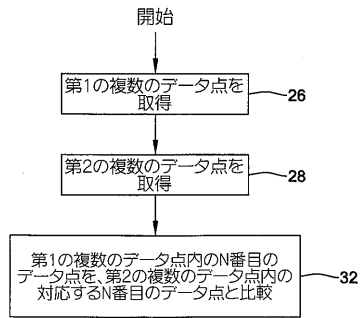 開始
第1の複数のデータ点を
取得
26
第2の複数のデータ点を
取得
28
第1の複数のデータ点内のN番目の
データ点を、第2の複数のデータ点内の
対応するN番目のデータ点と比較
32